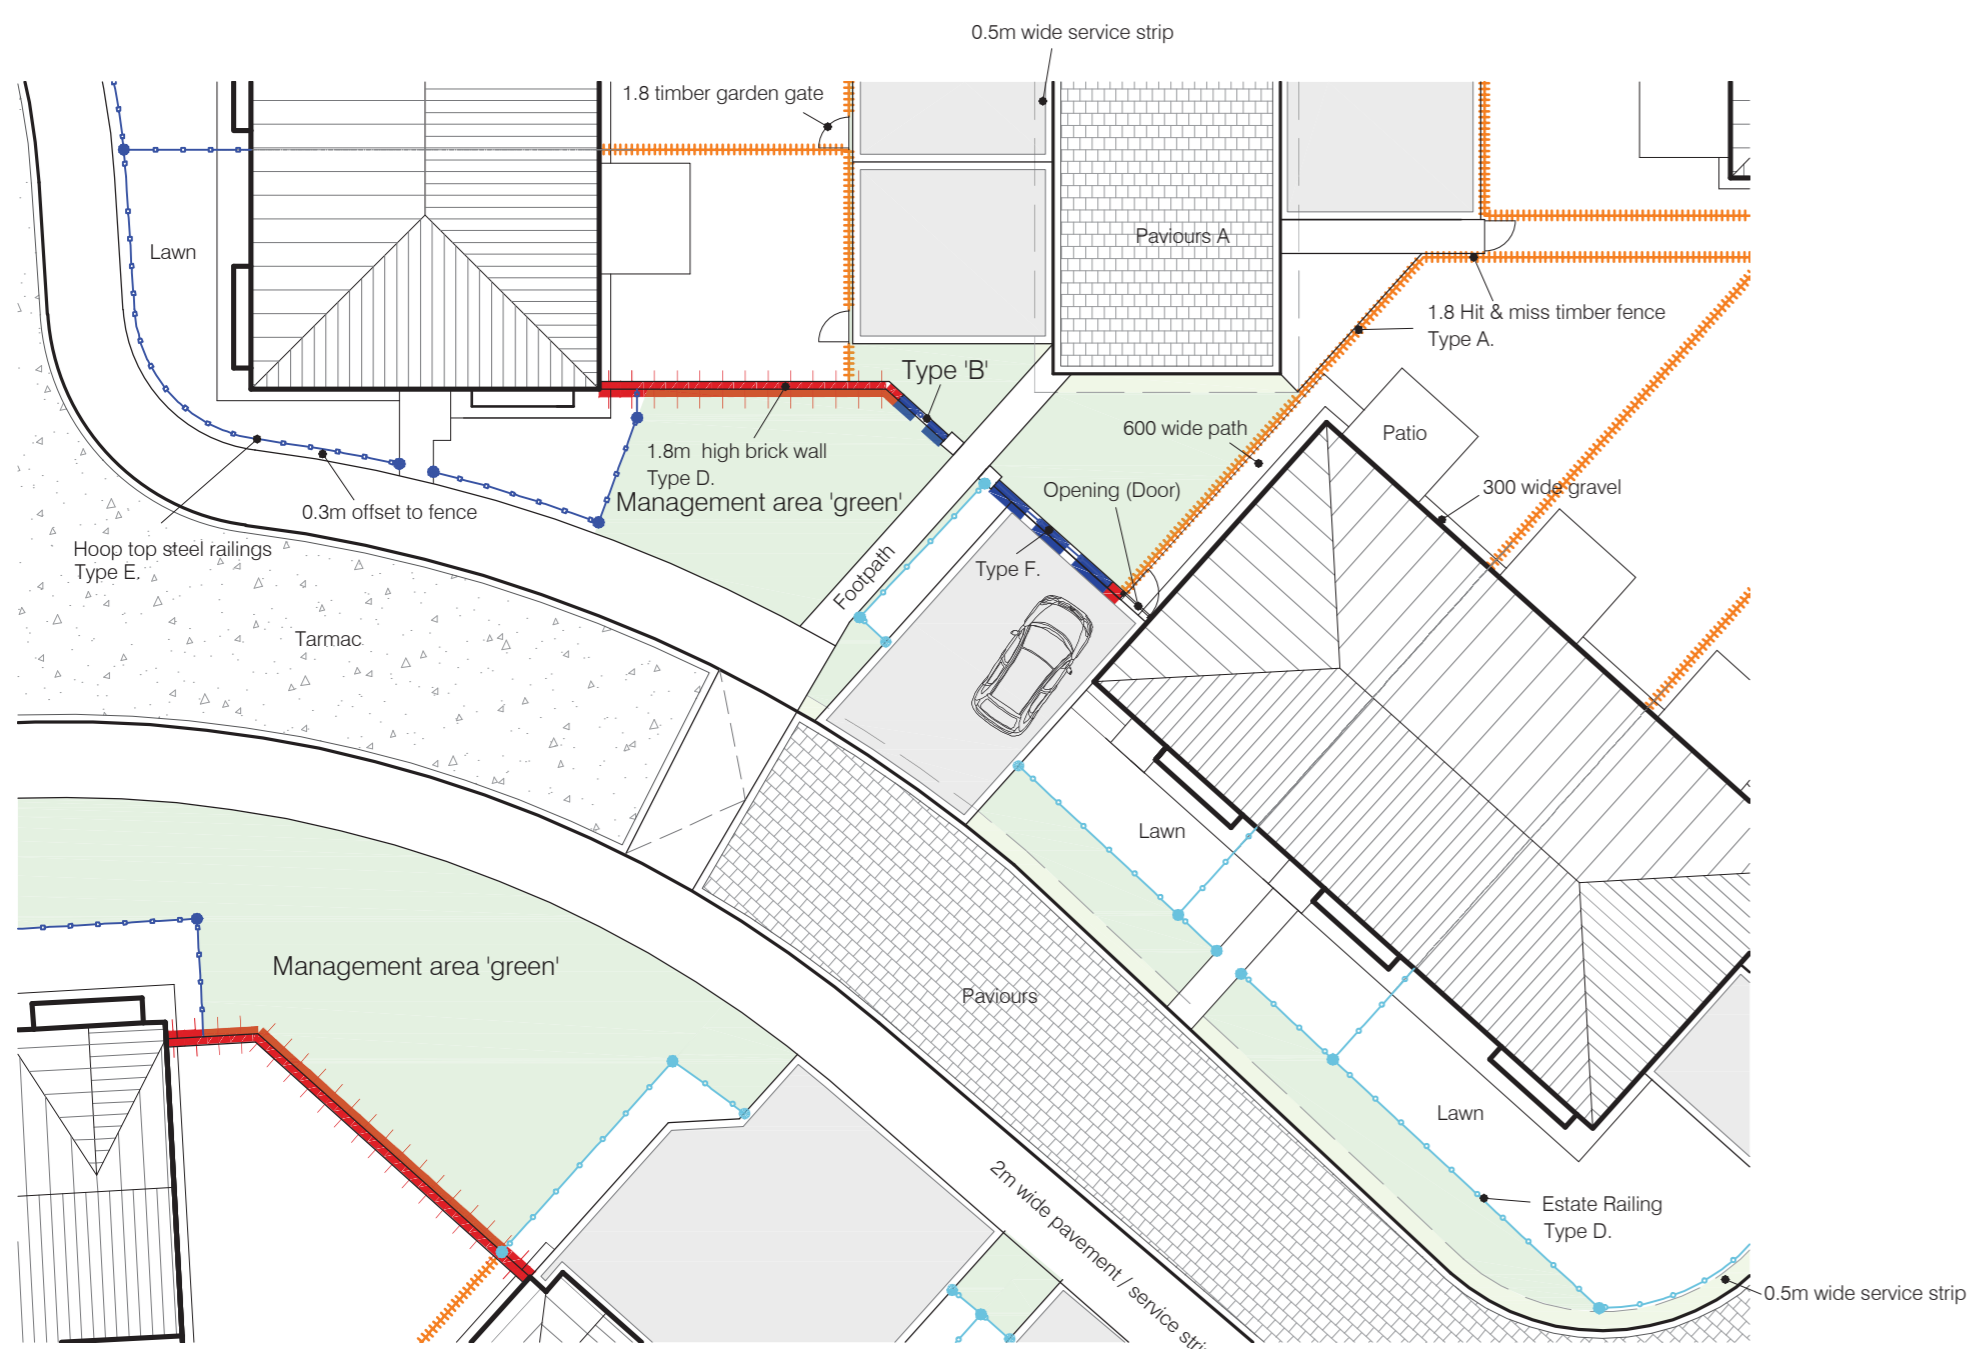 0.5m wide service strip
1.8 timber garden gate
Lawn
Paviours A
1.8 Hit & miss timber fence
Type A.
Type 'B'
600 wide path
Patio
1.8m  high brick wall
Type D.
Management area 'green'
Opening (Door)
300 wide gravel
0.3m offset to fence
Hoop top steel railings
Type E.
Footpath
Type F.
Tarmac
Lawn
Management area 'green'
Paviours
Lawn
2m wide pavement / service strip
Estate Railing
Type D.
0.5m wide service strip